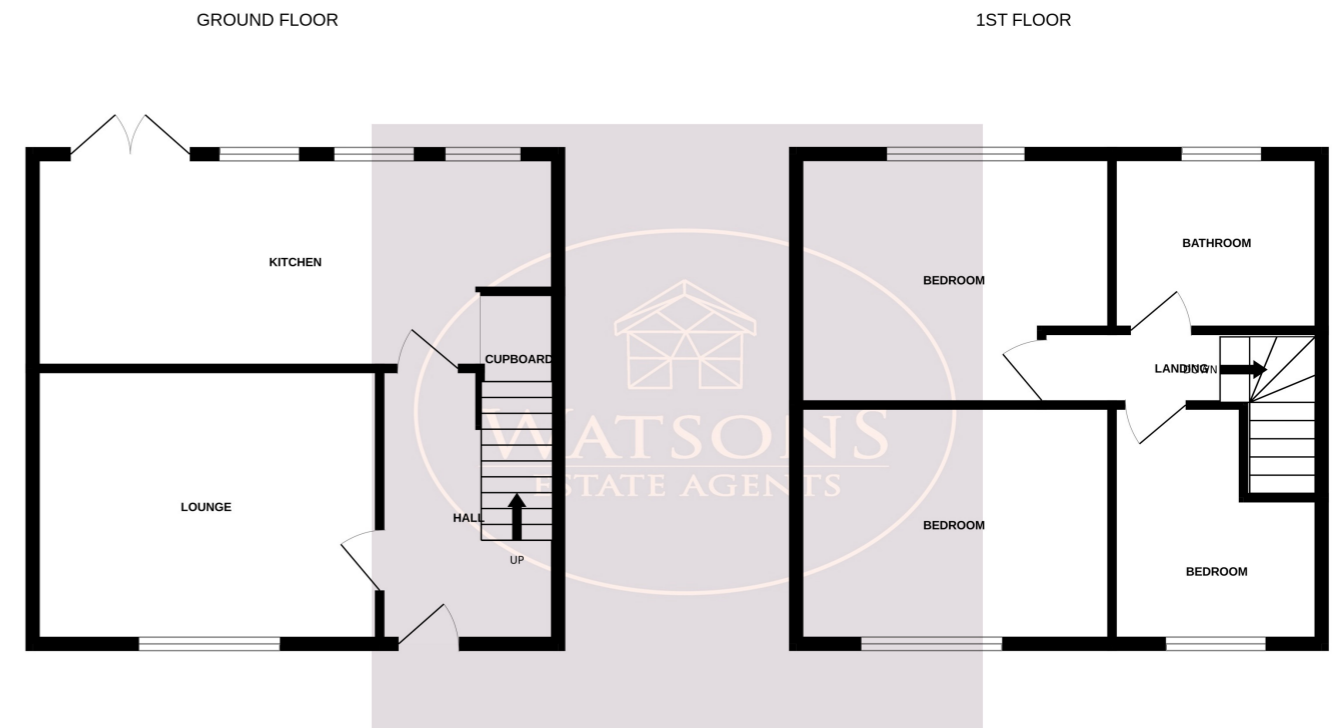 GROUND FLOOR
1ST FLOOR
KITCHEN
CUPBOARD
LOUNGE
HALL
UP
BEDROOM
BATHROOM
LANDING
DOWN
BEDROOM
BEDROOM
WATSONS
ESTATE AGENTS